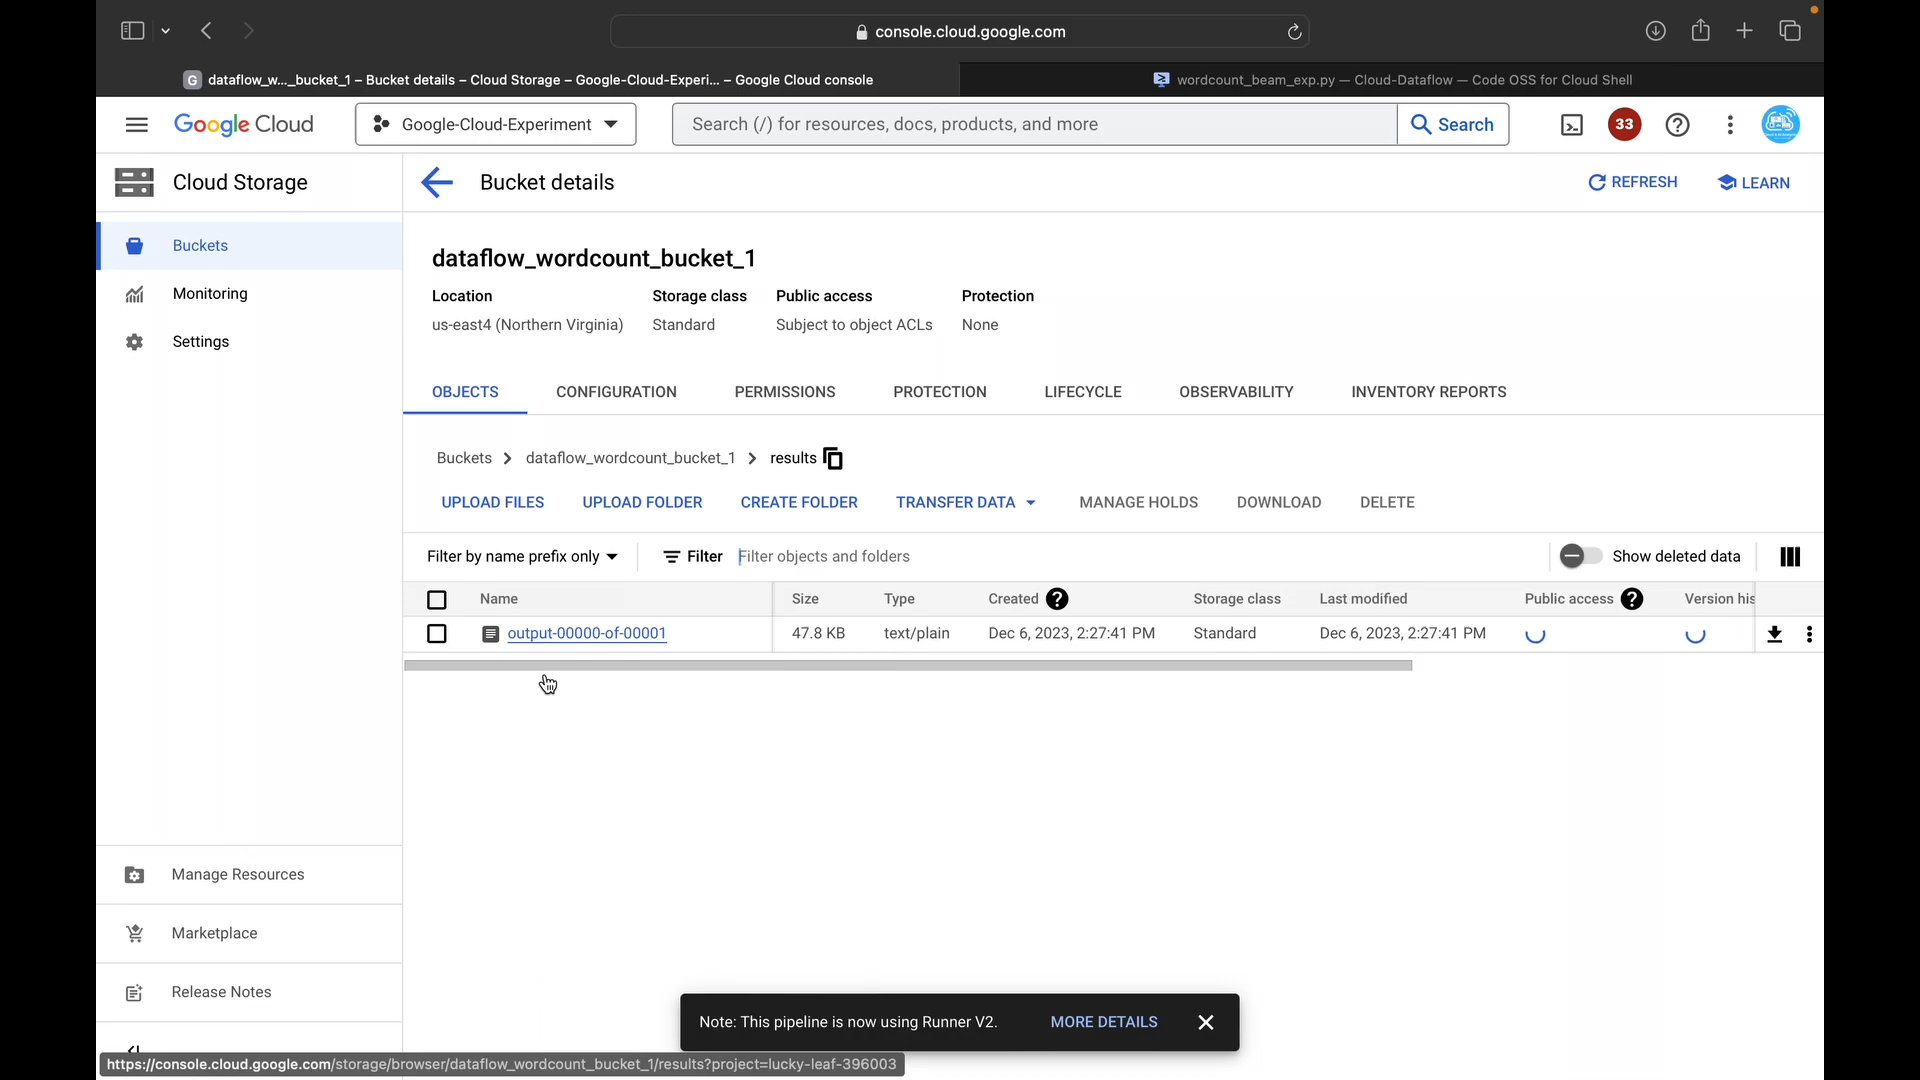 console.cloud.google.com
G dataflow_w..._bucket_1 – Bucket details – Cloud Storage – Google-Cloud-Experi... – Google Cloud console
wordcount_beam_exp.py — Cloud-Dataflow — Code OSS for Cloud Shell
Google Cloud
Google-Cloud-Experiment
Search (/) for resources, docs, products, and more
Search
33
Cloud Storage
Bucket details
REFRESH
LEARN
Buckets
Monitoring
Settings
dataflow_wordcount_bucket_1
Location Storage class Public access Protection
us-east4 (Northern Virginia) Standard Subject to object ACLs None
OBJECTS CONFIGURATION PERMISSIONS PROTECTION LIFECYCLE OBSERVABILITY INVENTORY REPORTS
Buckets > dataflow_wordcount_bucket_1 > results
UPLOAD FILES UPLOAD FOLDER CREATE FOLDER TRANSFER DATA MANAGE HOLDS DOWNLOAD DELETE
Filter by name prefix only Filter Filter objects and folders Show deleted data
Name Size Type Created Storage class Last modified Public access Version his
output-00000-of-00001 47.8 KB text/plain Dec 6, 2023, 2:27:41 PM Standard Dec 6, 2023, 2:27:41 PM
Manage Resources
Marketplace
Release Notes
Note: This pipeline is now using Runner V2. MORE DETAILS
https://console.cloud.google.com/storage/browser/dataflow_wordcount_bucket_1/results?project=lucky-leaf-396003